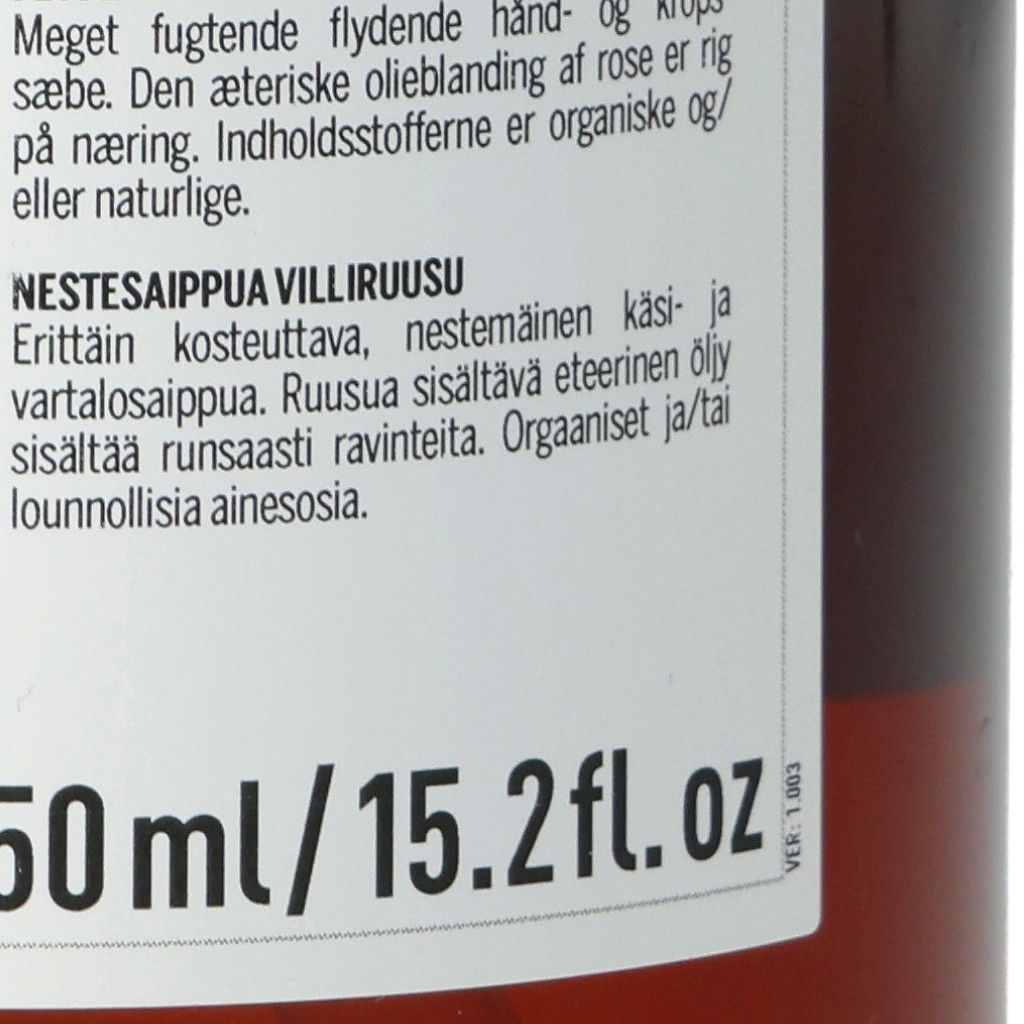 Meget fugtende flydende hånd- og krops
sæbe. Den æteriske olieblanding af rose er rig
på næring. Indholdsstofferne er organiske og/
eller naturlige.
NESTESAIPPUA VILLIRUUSU
Erittäin kosteuttava, nestemäinen käsi- ja
vartalosaippua. Ruusua sisältävä eteerinen öljy
sisältää runsaasti ravinteita. Orgaaniset ja/tai
lounnollisia ainesosia.
50 ml / 15.2 fl. oz
VER: 1.003